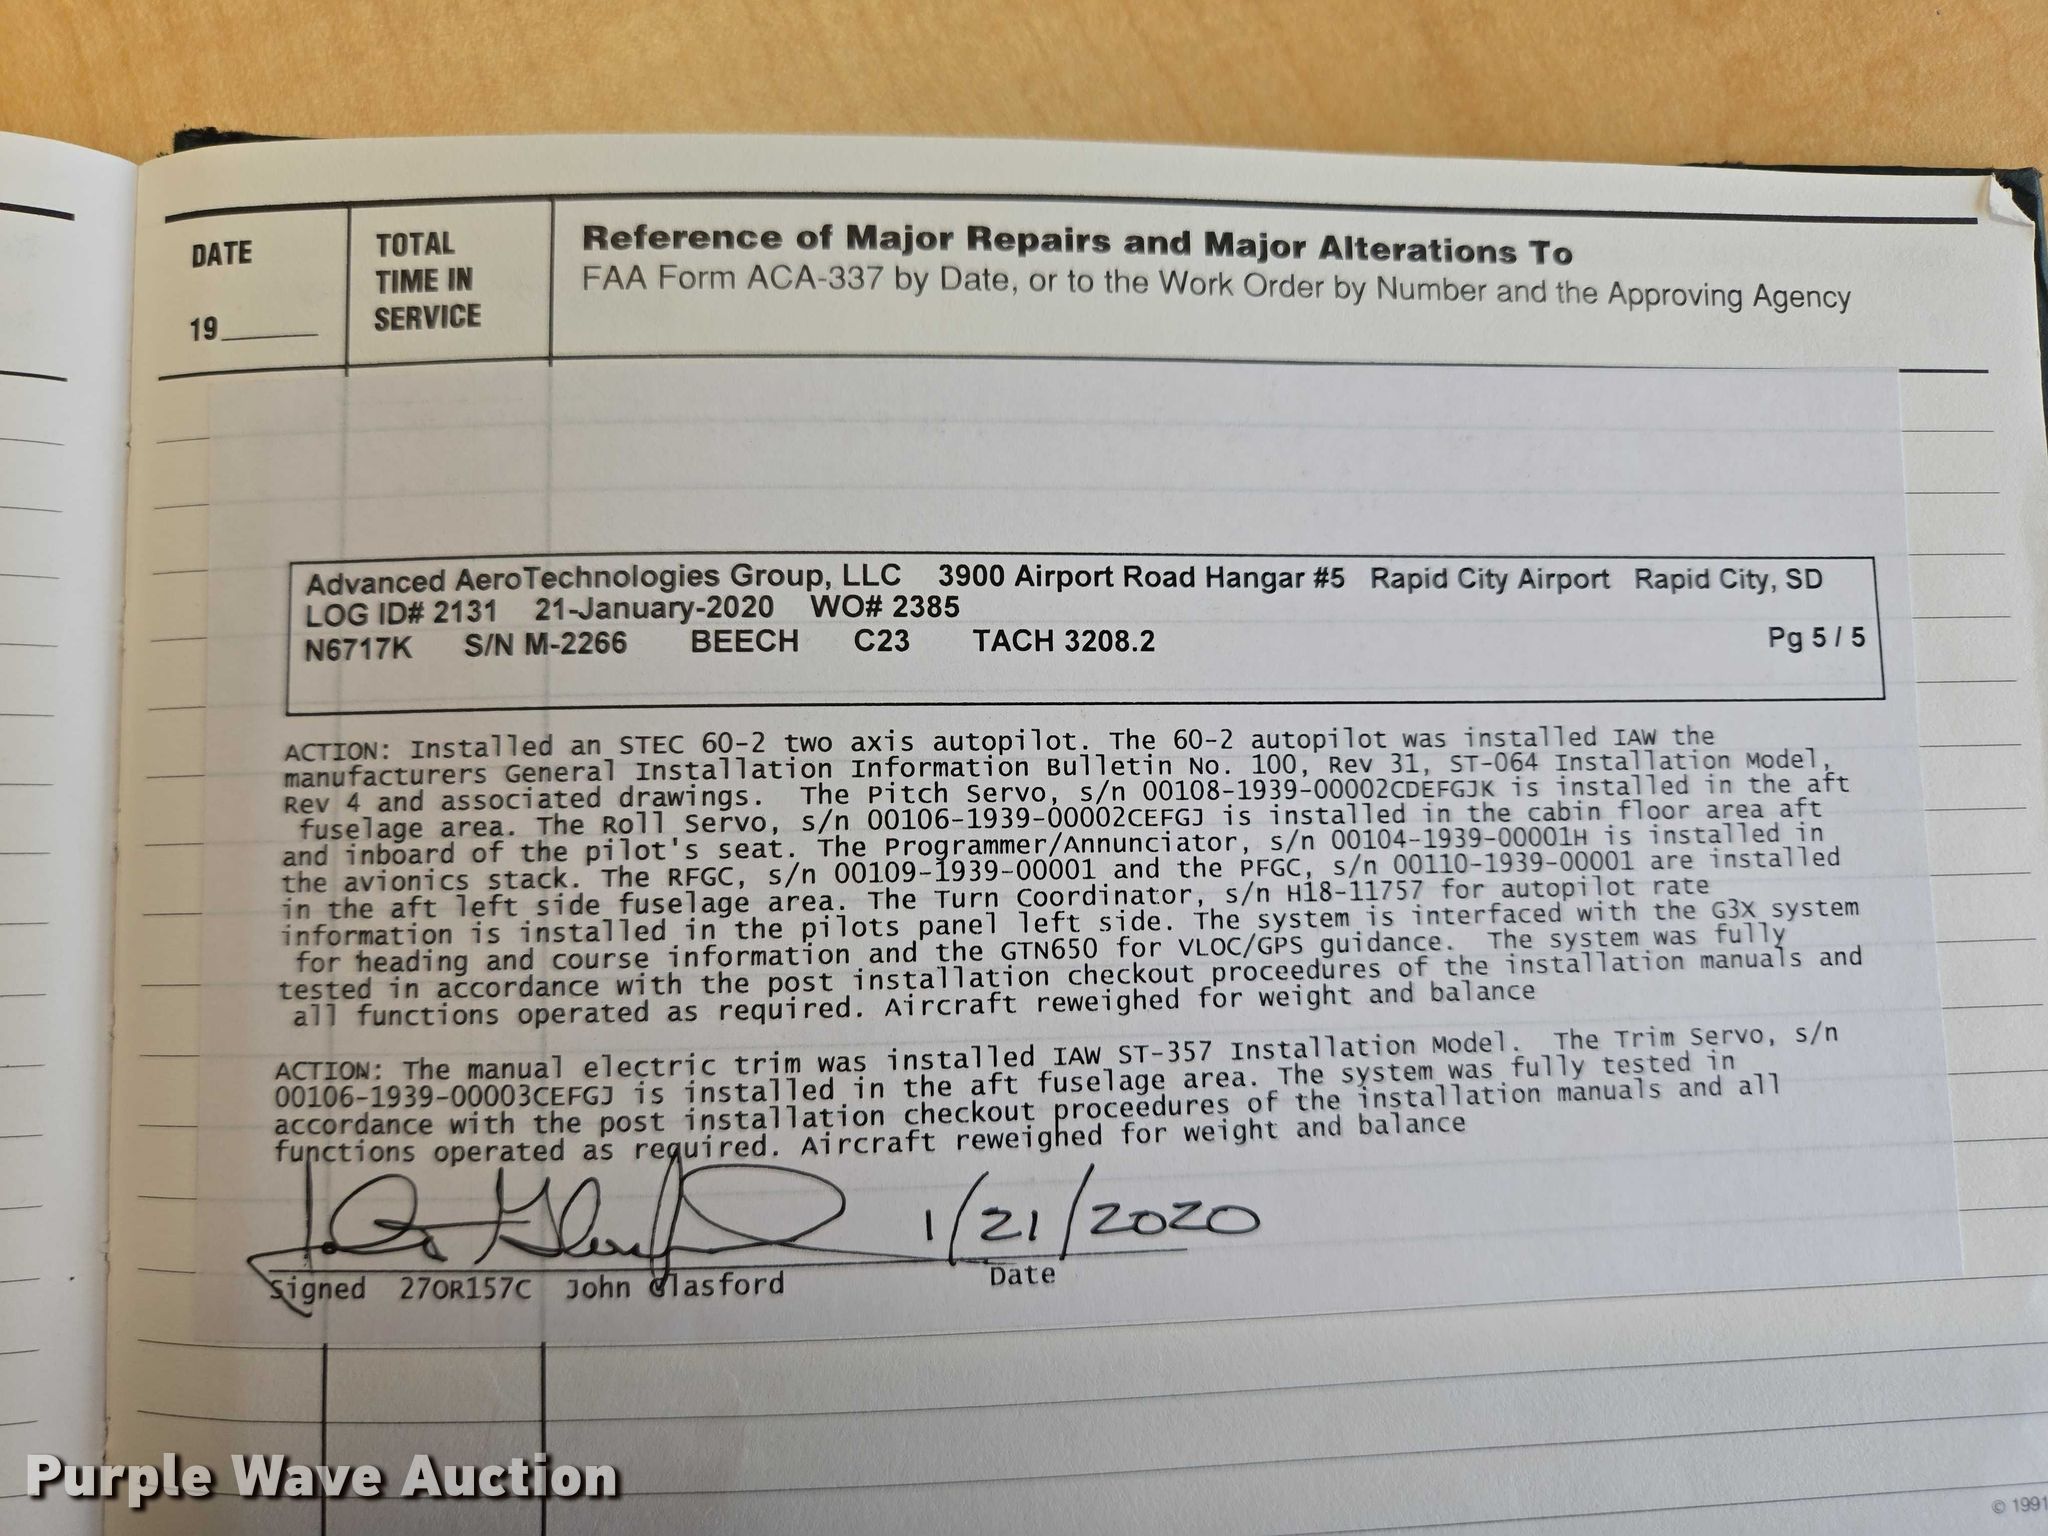 DATE
19
TOTAL
TIME IN
SERVICE
Reference of Major Repairs and Major Alterations To
FAA Form ACA-337 by Date, or to the Work Order by Number and the Approving Agency
Advanced AeroTechnologies Group, LLC 3900 Airport Road Hangar #5 Rapid City Airport Rapid City, SD
LOG ID# 2131 21-January-2020 WO# 2385
N6717K S/N M-2266 BEECH C23 TACH 3208.2 Pg 5 / 5
ACTION: Installed an STEC 60-2 two axis autopilot. The 60-2 autopilot was installed IAW the
manufacturers General Installation Information Bulletin No. 100, Rev 31, ST-064 Installation Model,
Rev 4 and associated drawings. The Pitch Servo, s/n 00108-1939-00002CDEFGJK is installed in the aft
fuselage area. The Roll Servo, s/n 00106-1939-00002CEFGJ is installed in the cabin floor area aft
and inboard of the pilot's seat. The Programmer/Annunciator, s/n 00104-1939-00001H is installed in
the avionics stack. The RFGC, s/n 00109-1939-00001 and the PFGC, s/n 00110-1939-00001 are installed
in the aft left side fuselage area. The Turn Coordinator, s/n H18-11757 for autopilot rate
information is installed in the pilots panel left side. The system is interfaced with the G3X system
for heading and course information and the GTN650 for VLOC/GPS guidance. The system was fully
tested in accordance with the post installation checkout proceedures of the installation manuals and
all functions operated as required. Aircraft reweighed for weight and balance
ACTION: The manual electric trim was installed IAW ST-357 Installation Model. The Trim Servo, s/n
00106-1939-00003CEFGJ is installed in the aft fuselage area. The system was fully tested in
accordance with the post installation checkout proceedures of the installation manuals and all
functions operated as required. Aircraft reweighed for weight and balance
John Glasford 1/21/2020
Signed 27OR157C John Glasford Date
Purple Wave Auction
© 1991